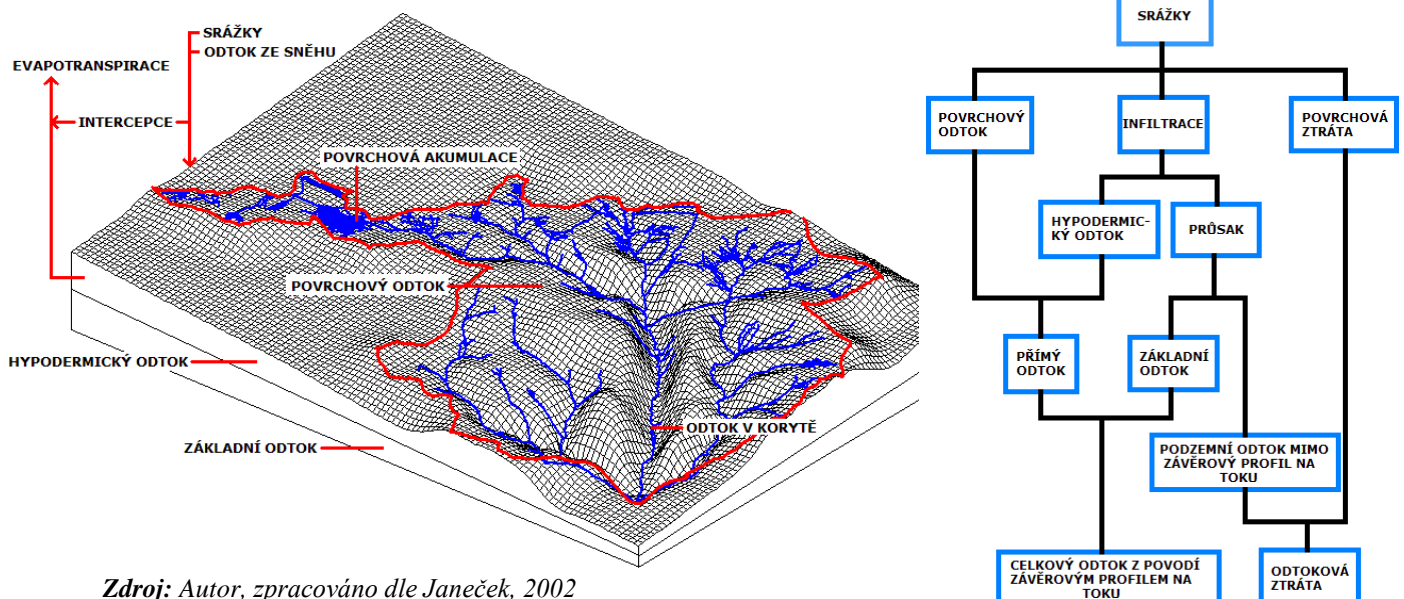 SRÁŽKY
ODTOK ZE SNĚHU
EVAPOTRANSPIRACE
INTERCEPCE
POVRCHOVÁ AKUMULACE
POVRCHOVÝ ODTOK
HYPODERMICKÝ ODTOK
ODTOK V KORYTĚ
ZÁKLADNÍ ODTOK
Zdroj: Autor, zpracováno dle Janeček, 2002
SRÁŽKY
POVRCHOVÝ
ODTOK
INFILTRACE
POVRCHOVÁ
ZTRÁTA
HYPODERMIC-
KÝ ODTOK
PRŮSAK
PŘÍMÝ
ODTOK
ZÁKLADNÍ
ODTOK
PODZEMNÍ ODTOK MIMO
ZÁVĚROVÝ PROFIL NA
TOKU
CELKOVÝ ODTOK Z POVODÍ
ZÁVĚROVÝM PROFILEM NA
TOKU
ODTOKOVÁ
ZTRÁTA